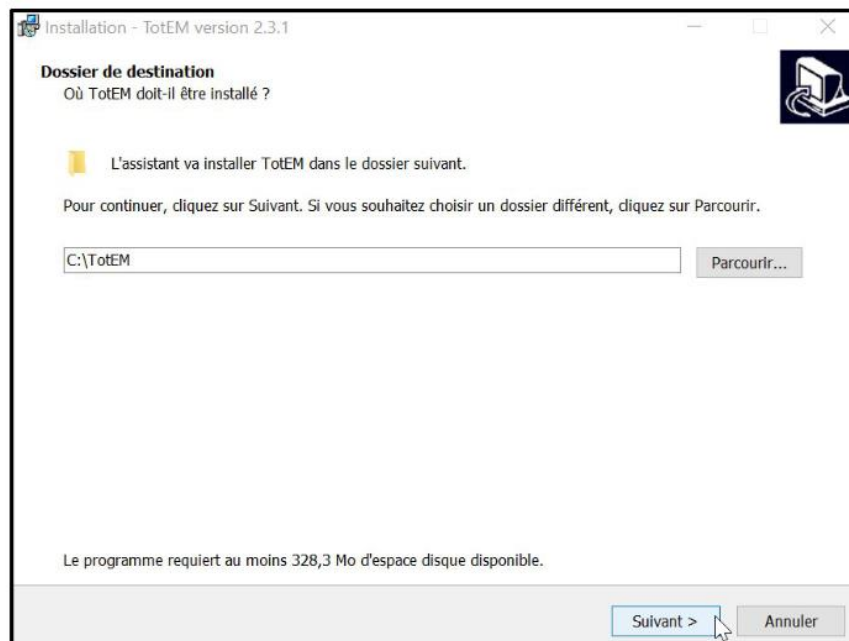 Installation - TotEM version 2.3.1
Dossier de destination
Où TotEM doit-il être installé ?
L'assistant va installer TotEM dans le dossier suivant.
Pour continuer, cliquez sur Suivant. Si vous souhaitez choisir un dossier différent, cliquez sur Parcourir.
C:\TotEM
Parcourir...
Le programme requiert au moins 328,3 Mo d'espace disque disponible.
Suivant >
Annuler